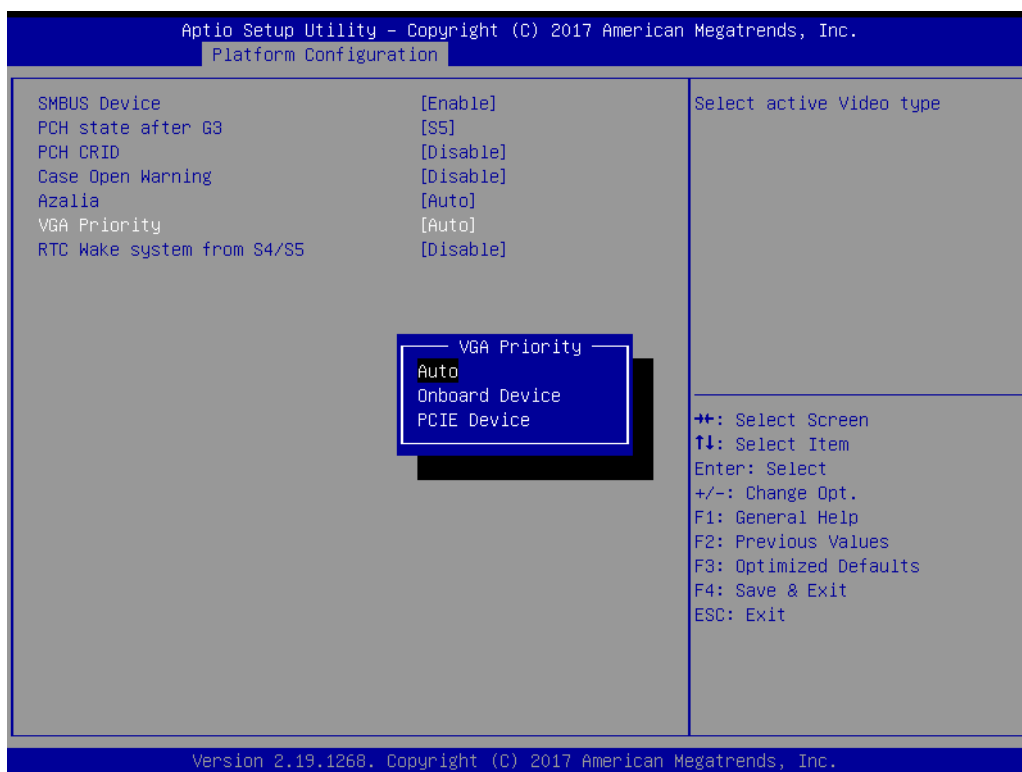 Aptio Setup Utility – Copyright (C) 2017 American Megatrends, Inc.
Platform Configuration
SMBUS Device [Enable]
PCH state after G3 [S5]
PCH CRID [Disable]
Case Open Warning [Disable]
Azalia [Auto]
VGA Priority [Auto]
RTC Wake system from S4/S5 [Disable]
VGA Priority
Auto
Onboard Device
PCIE Device
Select active Video type
→←: Select Screen
↑↓: Select Item
Enter: Select
+/-: Change Opt.
F1: General Help
F2: Previous Values
F3: Optimized Defaults
F4: Save & Exit
ESC: Exit
Version 2.19.1268. Copyright (C) 2017 American Megatrends, Inc.